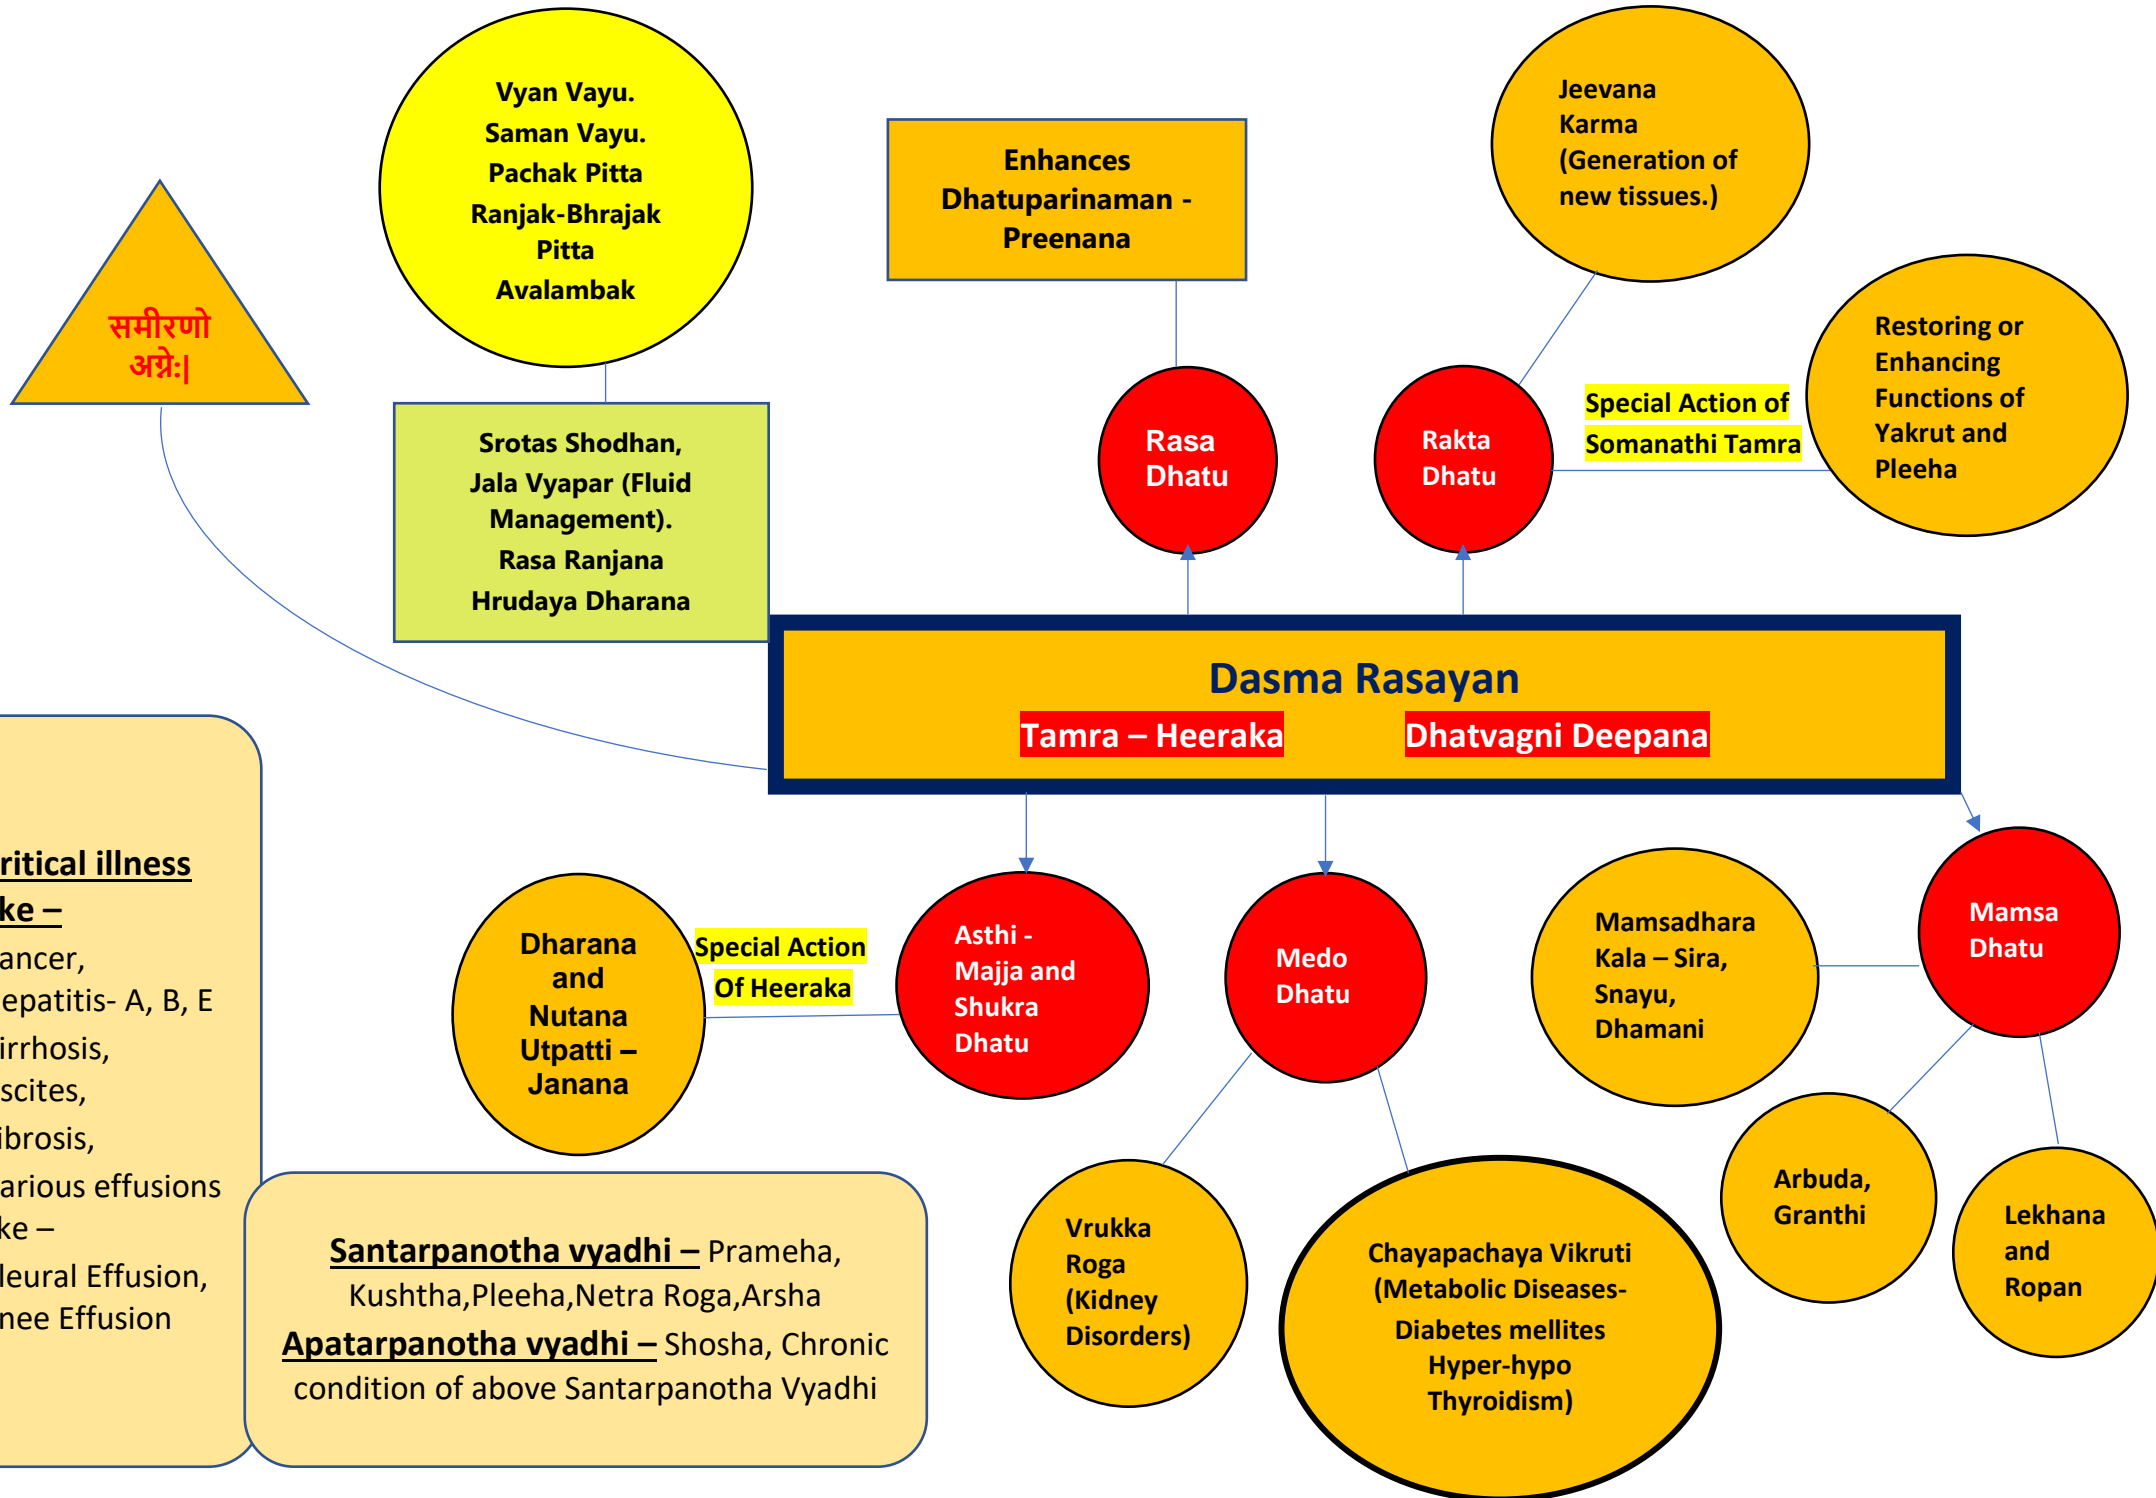 Vyan Vayu.
Saman Vayu.
Pachak Pitta
Ranjak-Bhrajak
Pitta
Avalambak
Enhances
Dhatuparinaman -
Preenana
Jeevana
Karma
(Generation of
new tissues.)
समीरणो
अग्ने:|
Restoring or
Enhancing
Functions of
Yakrut and
Pleeha
Special Action of
Somanathi Tamra
Srotas Shodhan,
Jala Vyapar (Fluid
Management).
Rasa Ranjana
Hrudaya Dharana
Rasa
Dhatu
Rakta
Dhatu
Dasma Rasayan
Tamra – Heeraka Dhatvagni Deepana
ritical illness
ke –
ancer,
epatitis- A, B, E
irrhosis,
scites,
ibrosis,
arious effusions
ke –
leural Effusion,
nee Effusion
Dharana
and
Nutana
Utpatti –
Janana
Special Action
Of Heeraka
Asthi -
Majja and
Shukra
Dhatu
Medo
Dhatu
Mamsadhara
Kala – Sira,
Snayu,
Dhamani
Mamsa
Dhatu
Santarpanotha vyadhi – Prameha,
Kushtha,Pleeha,Netra Roga,Arsha
Apatarpanotha vyadhi – Shosha, Chronic
condition of above Santarpanotha Vyadhi
Vrukka
Roga
(Kidney
Disorders)
Chayapachaya Vikruti
(Metabolic Diseases-
Diabetes mellites
Hyper-hypo
Thyroidism)
Arbuda,
Granthi
Lekhana
and
Ropan